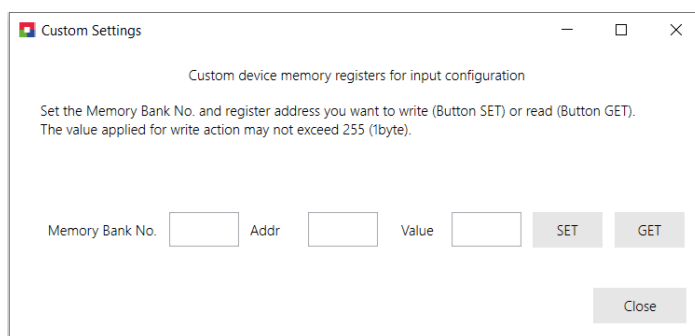 Custom Settings
Custom device memory registers for input configuration
Set the Memory Bank No. and register address you want to write (Button SET) or read (Button GET).
The value applied for write action may not exceed 255 (1byte).
Memory Bank No. Addr Value SET GET
Close